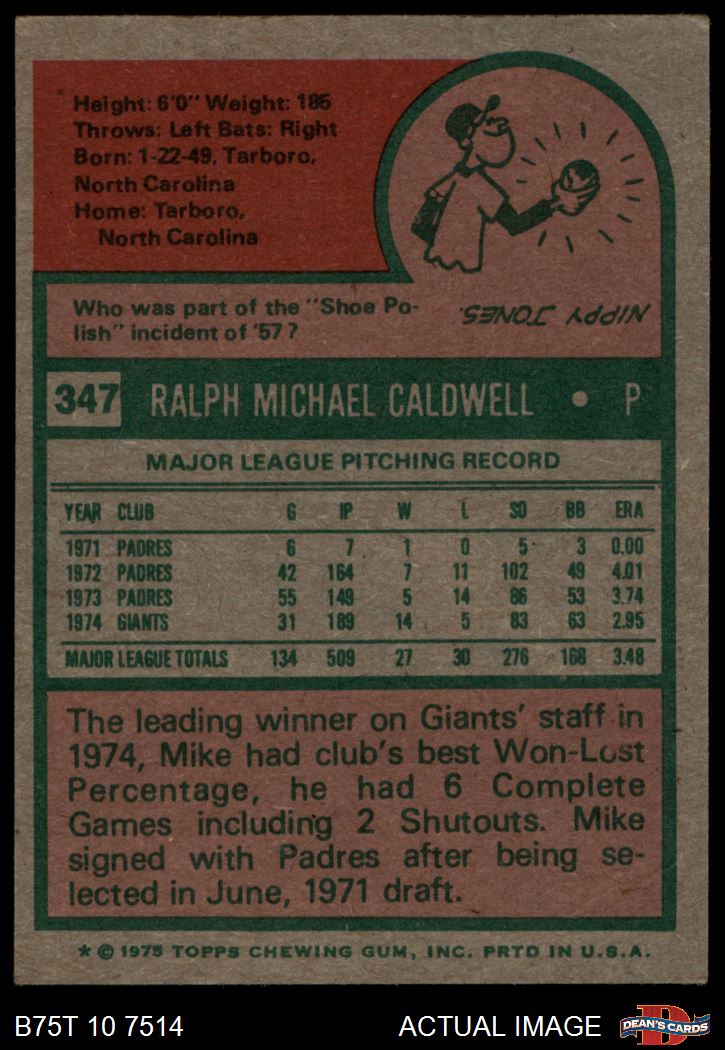 Height: 6'0" Weight: 185
Throws: Left Bats: Right
Born: 1-22-49, Tarboro,
North Carolina
Home: Tarboro,
North Carolina
Who was part of the "Shoe Po-
lish" incident of '57?
NIPPY JONES.
347 RALPH MICHAEL CALDWELL • P
MAJOR LEAGUE PITCHING RECORD
YEAR CLUB G IP W L SO BB ERA
1971 PADRES 6 7 1 0 5 3 0.00
1972 PADRES 42 164 7 11 102 49 4.01
1973 PADRES 55 149 5 14 86 53 3.74
1974 GIANTS 31 189 14 5 83 63 2.95
MAJOR LEAGUE TOTALS 134 509 27 30 276 168 3.48
The leading winner on Giants' staff in
1974, Mike had club's best Won-Lost
Percentage, he had 6 Complete
Games including 2 Shutouts. Mike
signed with Padres after being se-
lected in June, 1971 draft.
* © 1975 TOPPS CHEWING GUM, INC. PRTD IN U.S.A.
B75T 10 7514 ACTUAL IMAGE DEAN'S CARDS